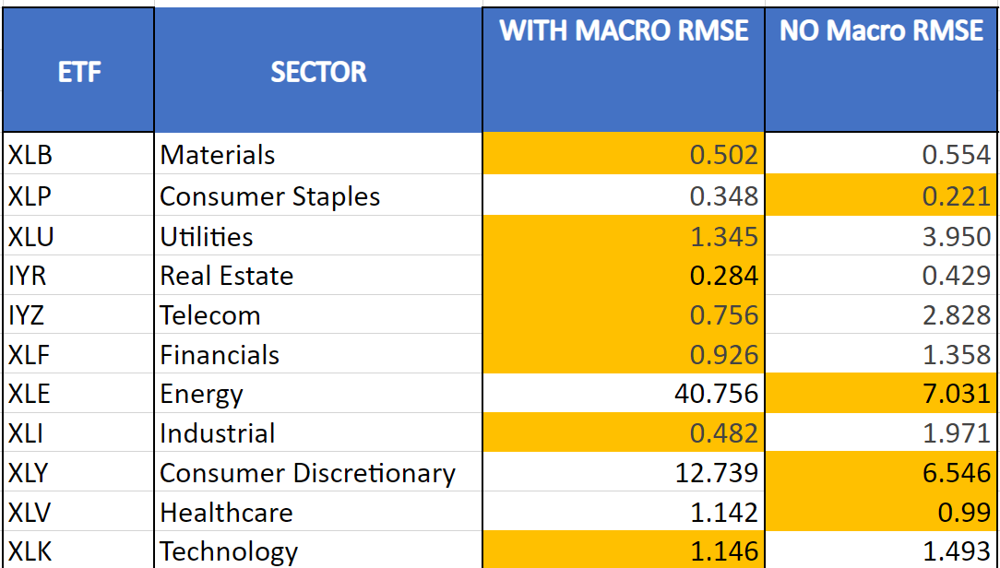 ETF SECTOR WITH MACRO RMSE NO Macro RMSE
XLB Materials 0.502 0.554
XLP Consumer Staples 0.348 0.221
XLU Utilities 1.345 3.950
IYR Real Estate 0.284 0.429
IYZ Telecom 0.756 2.828
XLF Financials 0.926 1.358
XLE Energy 40.756 7.031
XLI Industrial 0.482 1.971
XLY Consumer Discretionary 12.739 6.546
XLV Healthcare 1.142 0.99
XLK Technology 1.146 1.493